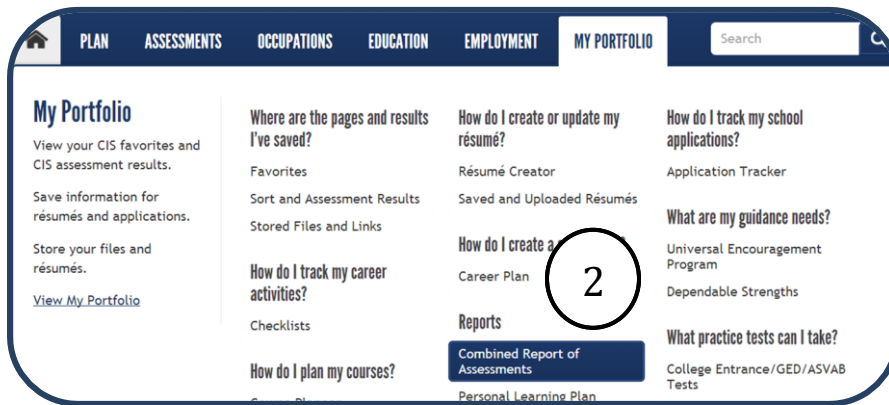 PLAN ASSESSMENTS OCCUPATIONS EDUCATION EMPLOYMENT MY PORTFOLIO Search
My Portfolio
View your CIS favorites and
CIS assessment results.
Save information for
résumés and applications.
Store your files and
résumés.
View My Portfolio
Where are the pages and results
I've saved?
Favorites
Sort and Assessment Results
Stored Files and Links
How do I track my career
activities?
Checklists
How do I plan my courses?
How do I create or update my
résumé?
Résumé Creator
Saved and Uploaded Résumés
How do I create a
Career Plan
2
Reports
Combined Report of
Assessments
Personal Learning Plan
How do I track my school
applications?
Application Tracker
What are my guidance needs?
Universal Encouragement
Program
Dependable Strengths
What practice tests can I take?
College Entrance/GED/ASVAB
Tests